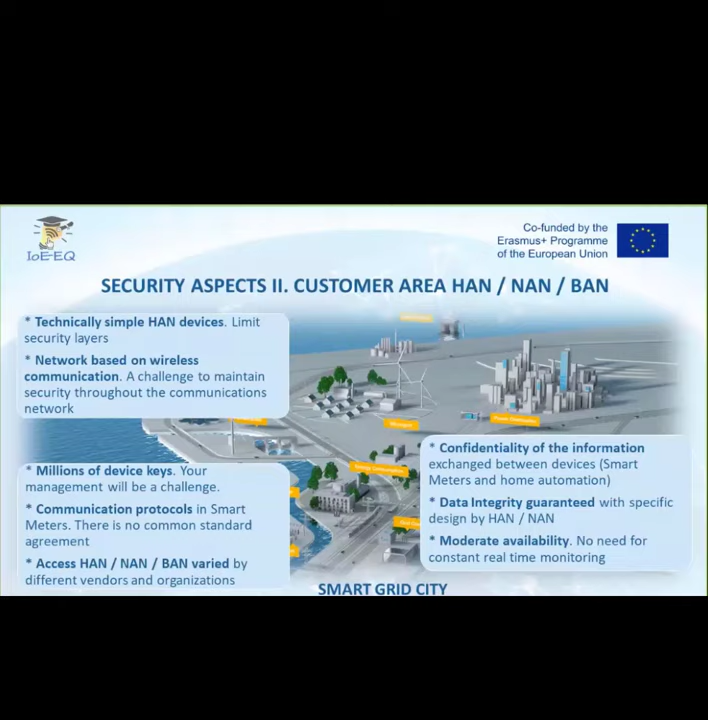 IoE-EQ
Co-funded by the
Erasmus+ Programme
of the European Union
SECURITY ASPECTS II. CUSTOMER AREA HAN / NAN / BAN
* Technically simple HAN devices. Limit
security layers
* Network based on wireless
communication. A challenge to maintain
security throughout the communications
network
* Millions of device keys. Your
management will be a challenge.
* Communication protocols in Smart
Meters. There is no common standard
agreement
* Access HAN / NAN / BAN varied by
different vendors and organizations
Energy Consumption
* Confidentiality of the information
exchanged between devices (Smart
Meters and home automation)
* Data Integrity guaranteed with specific
design by HAN / NAN
* Moderate availability. No need for
constant real time monitoring
SMART GRID CITY